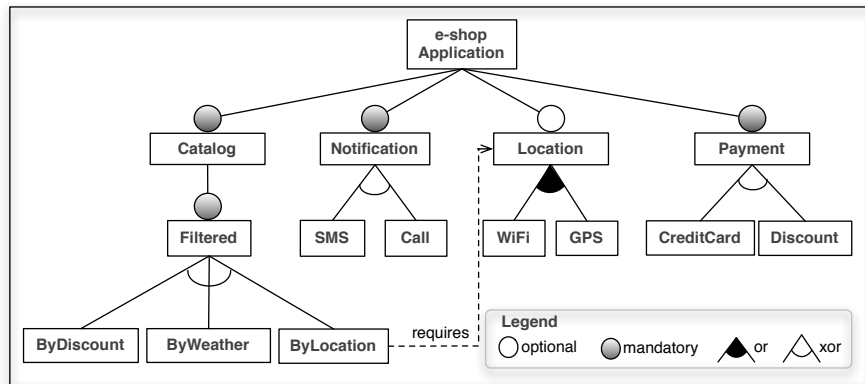 e-shop
Application
Catalog
Notification
Location
Payment
Filtered
SMS
Call
WiFi
GPS
CreditCard
Discount
ByDiscount
ByWeather
ByLocation
requires
Legend
optional
mandatory
or
xor